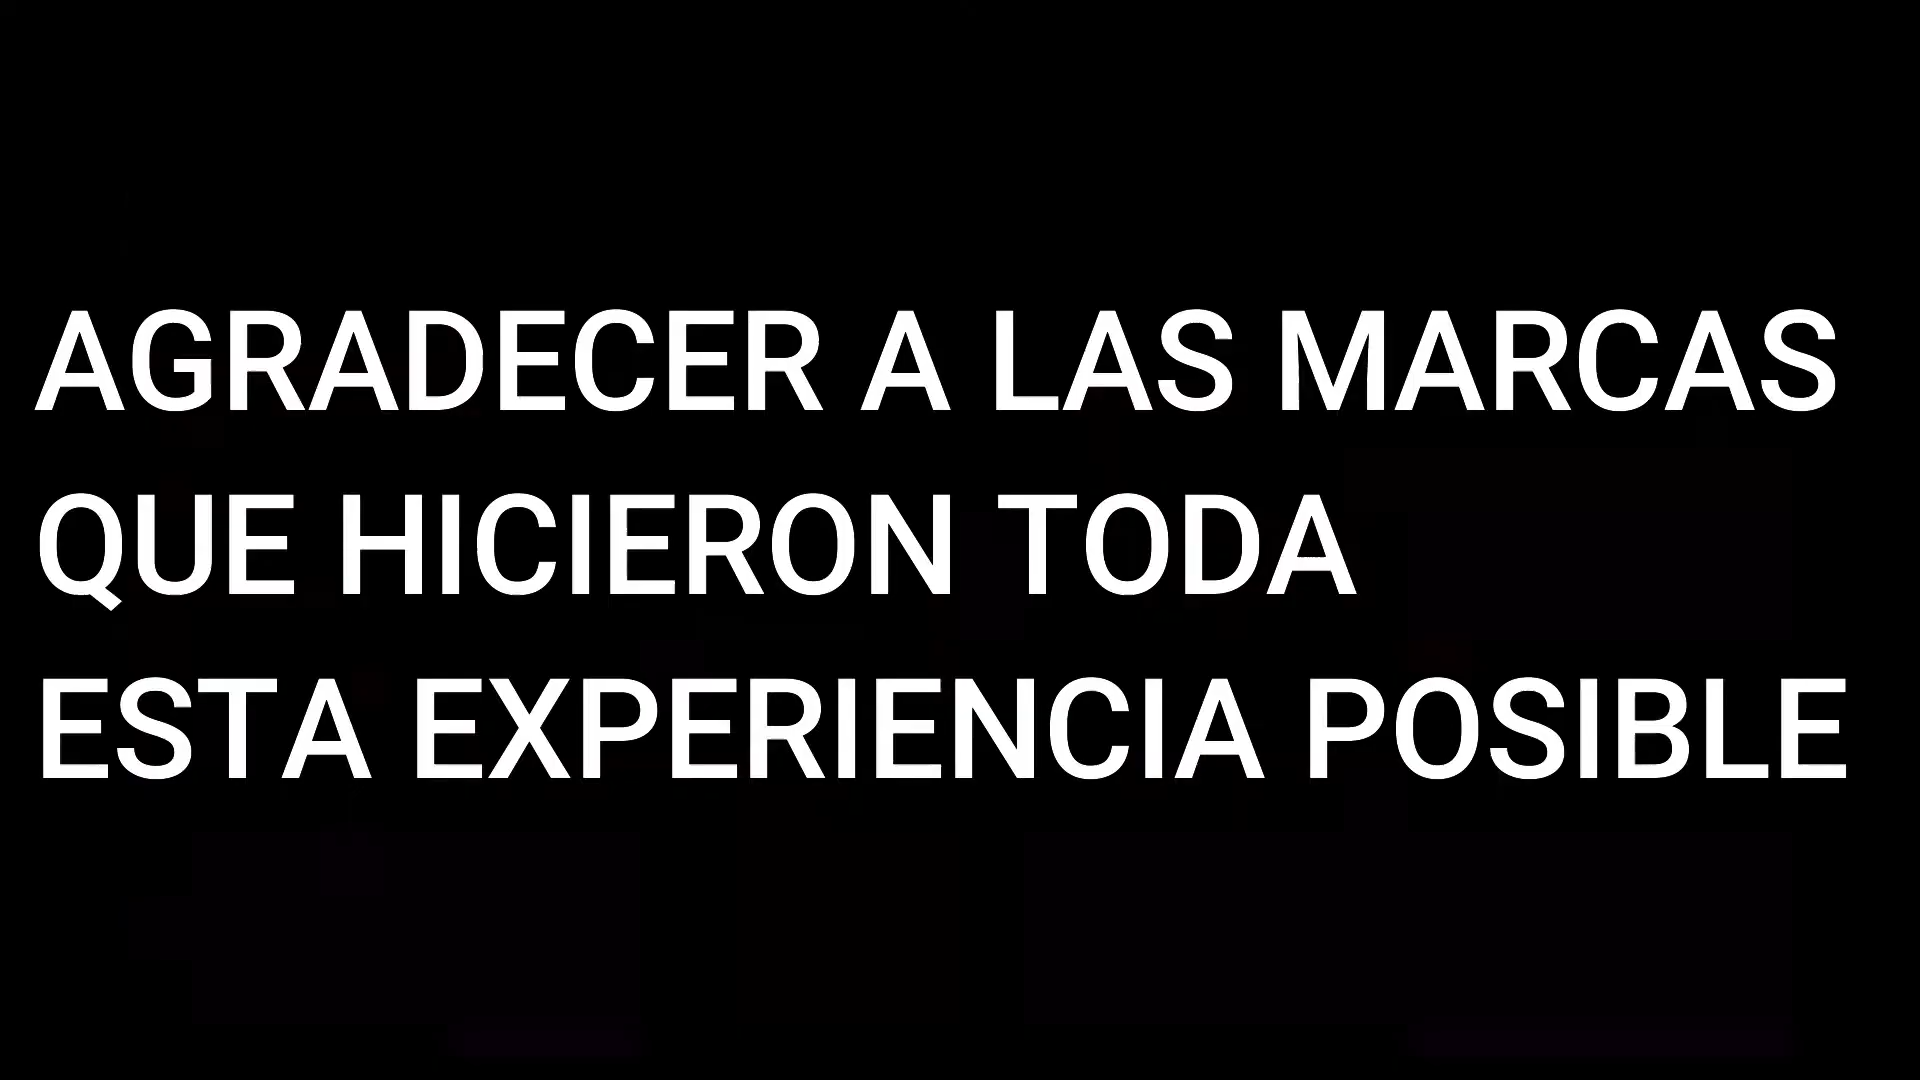 AGRADECER A LAS MARCAS
QUE HICIERON TODA
ESTA EXPERIENCIA POSIBLE